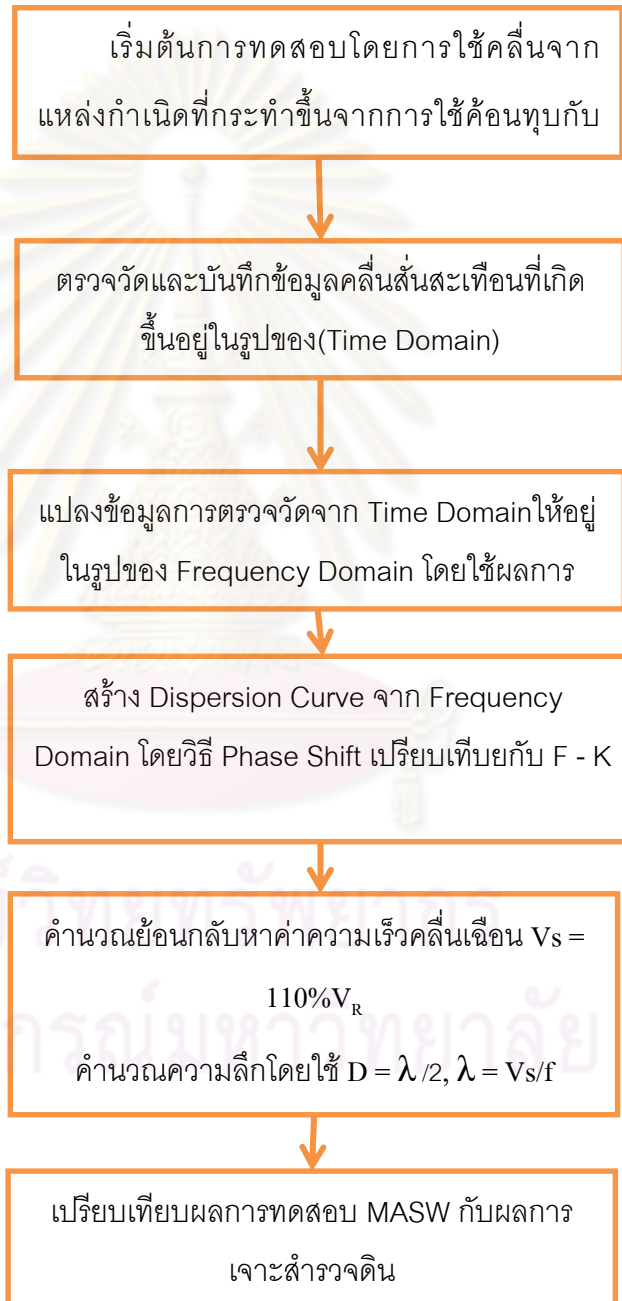 เริ่มต้นการทดสอบโดยการใช้คลื่นจาก
แหล่งกำเนิดที่กระทำขึ้นจากการใช้ค้อนทุบกับ
ตรวจวัดและบันทึกข้อมูลคลื่นสั่นสะเทือนที่เกิด
ขึ้นอยู่ในรูปของ(Time Domain)
แปลงข้อมูลการตรวจวัดจาก Time Domainให้อยู่
ในรูปของ Frequency Domain โดยใช้ผลการ
สร้าง Dispersion Curve จาก Frequency
Domain โดยวิธี Phase Shift เปรียบเทีบยกับ F - K
คำนวณย้อนกลับหาค่าความเร็วคลื่นเฉือน Vs =
110%V_R
คำนวณความลึกโดยใช้ D = λ /2, λ = Vs/f
เปรียบเทียบผลการทดสอบ MASW กับผลการ
เจาะสำรวจดิน